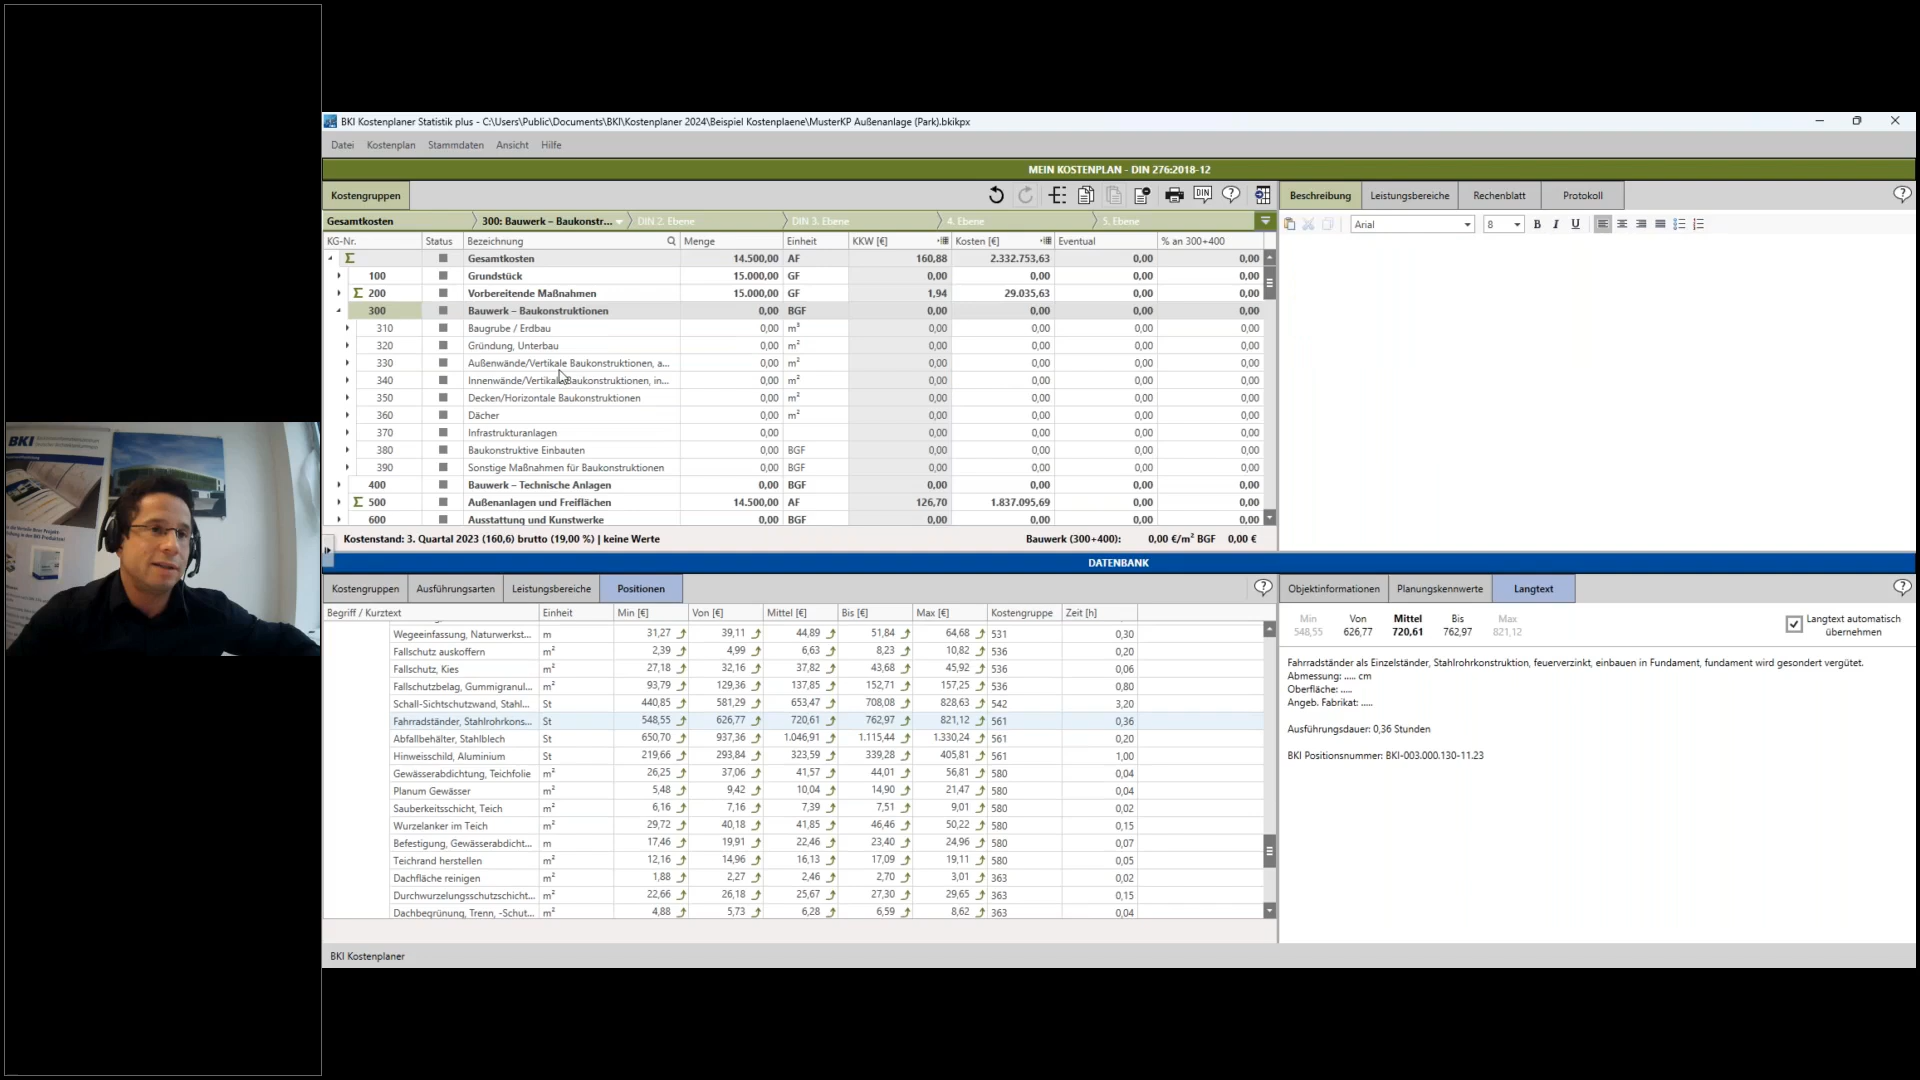 BKI Kostenplaner Statistik plus - C:\Users\Public\Documents\BKI\Kostenplaner 2024\Beispiel Kostenplaene\MusterKP Außenanlage (Park).bkikpx
Datei Kostenplan Stammdaten Ansicht Hilfe
MEIN KOSTENPLAN - DIN 276:2018-12
Kostengruppen
DIN
Beschreibung Leistungsbereiche Rechenblatt Protokoll
Gesamtkosten 300: Bauwerk – Baukonstr... DIN 2. Ebene DIN 3. Ebene 4. Ebene 5. Ebene
Arial 8 B I U
KG-Nr. Status Bezeichnung Menge Einheit KKW [€] Kosten [€] Eventual % an 300+400
Σ Gesamtkosten 14.500,00 AF 160,88 2.332.753,63 0,00 0,00
100 Grundstück 15.000,00 GF 0,00 0,00 0,00 0,00
Σ 200 Vorbereitende Maßnahmen 15.000,00 GF 1,94 29.035,63 0,00 0,00
300 Bauwerk – Baukonstruktionen 0,00 BGF 0,00 0,00 0,00 0,00
310 Baugrube / Erdbau 0,00 m³ 0,00 0,00 0,00 0,00
320 Gründung, Unterbau 0,00 m² 0,00 0,00 0,00 0,00
330 Außenwände/Vertikale Baukonstruktionen, a... 0,00 m² 0,00 0,00 0,00 0,00
340 Innenwände/Vertikale Baukonstruktionen, in... 0,00 m² 0,00 0,00 0,00 0,00
350 Decken/Horizontale Baukonstruktionen 0,00 m² 0,00 0,00 0,00 0,00
360 Dächer 0,00 m² 0,00 0,00 0,00 0,00
370 Infrastrukturanlagen 0,00 0,00 0,00 0,00 0,00
380 Baukonstruktive Einbauten 0,00 BGF 0,00 0,00 0,00 0,00
390 Sonstige Maßnahmen für Baukonstruktionen 0,00 BGF 0,00 0,00 0,00 0,00
400 Bauwerk – Technische Anlagen 0,00 BGF 0,00 0,00 0,00 0,00
Σ 500 Außenanlagen und Freiflächen 14.500,00 AF 126,70 1.837.095,69 0,00 0,00
600 Ausstattung und Kunstwerke 0,00 BGF 0,00 0,00 0,00 0,00
Kostenstand: 3. Quartal 2023 (160,6) brutto (19,00 %) | keine Werte Bauwerk (300+400): 0,00 €/m² BGF 0,00 €
DATENBANK
Kostengruppen Ausführungsarten Leistungsbereiche Positionen
Objektinformationen Planungskennwerte Langtext
Begriff / Kurztext Einheit Min [€] Von [€] Mittel [€] Bis [€] Max [€] Kostengruppe Zeit [h]
Wegeeinfassung, Naturwerkst... m 31,27 39,11 44,89 51,84 64,68 531 0,30
Fallschutz auskoffern m² 2,39 4,99 6,63 8,23 10,82 536 0,20
Fallschutz, Kies m² 27,18 32,16 37,82 43,68 45,92 536 0,06
Fallschutzbelag, Gummigranul... m² 93,79 129,36 137,85 152,71 157,25 536 0,80
Schall-Sichtschutzwand, Stahl... St 440,85 581,29 653,47 708,08 828,63 542 3,20
Fahrradständer, Stahlrohrkons... St 548,55 626,77 720,61 762,97 821,12 561 0,36
Abfallbehälter, Stahlblech St 650,70 937,36 1.046,91 1.115,44 1.330,24 561 0,20
Hinweisschild, Aluminium St 219,66 293,84 323,59 339,28 405,81 561 1,00
Gewässerabdichtung, Teichfolie m² 26,25 37,06 41,57 44,01 56,81 580 0,04
Planum Gewässer m² 5,48 9,42 10,04 14,90 21,47 580 0,04
Sauberkeitsschicht, Teich m² 6,16 7,16 7,39 7,51 9,01 580 0,02
Wurzelanker im Teich m² 29,72 40,18 41,85 46,46 50,22 580 0,15
Befestigung, Gewässerabdicht... m 17,46 19,91 22,46 23,40 24,96 580 0,07
Teichrand herstellen m² 12,16 14,96 16,13 17,09 19,11 580 0,05
Dachfläche reinigen m² 1,88 2,27 2,46 2,70 3,01 363 0,02
Durchwurzelungsschutzschicht... m² 22,66 26,18 25,67 27,30 29,65 363 0,15
Dachbegrünung, Trenn, -Schut... m² 4,88 5,73 6,28 6,59 8,62 363 0,04
Min Von Mittel Bis Max
548,55 626,77 720,61 762,97 821,12
Langtext automatisch
übernehmen
Fahrradständer als Einzelständer, Stahlrohrkonstruktion, feuerverzinkt, einbauen in Fundament, fundament wird gesondert vergütet.
Abmessung: ..... cm
Oberfläche: .....
Angeb. Fabrikat: .....
Ausführungsdauer: 0,36 Stunden
BKI Positionsnummer: BKI-003.000.130-11.23
BKI Kostenplaner
BKI